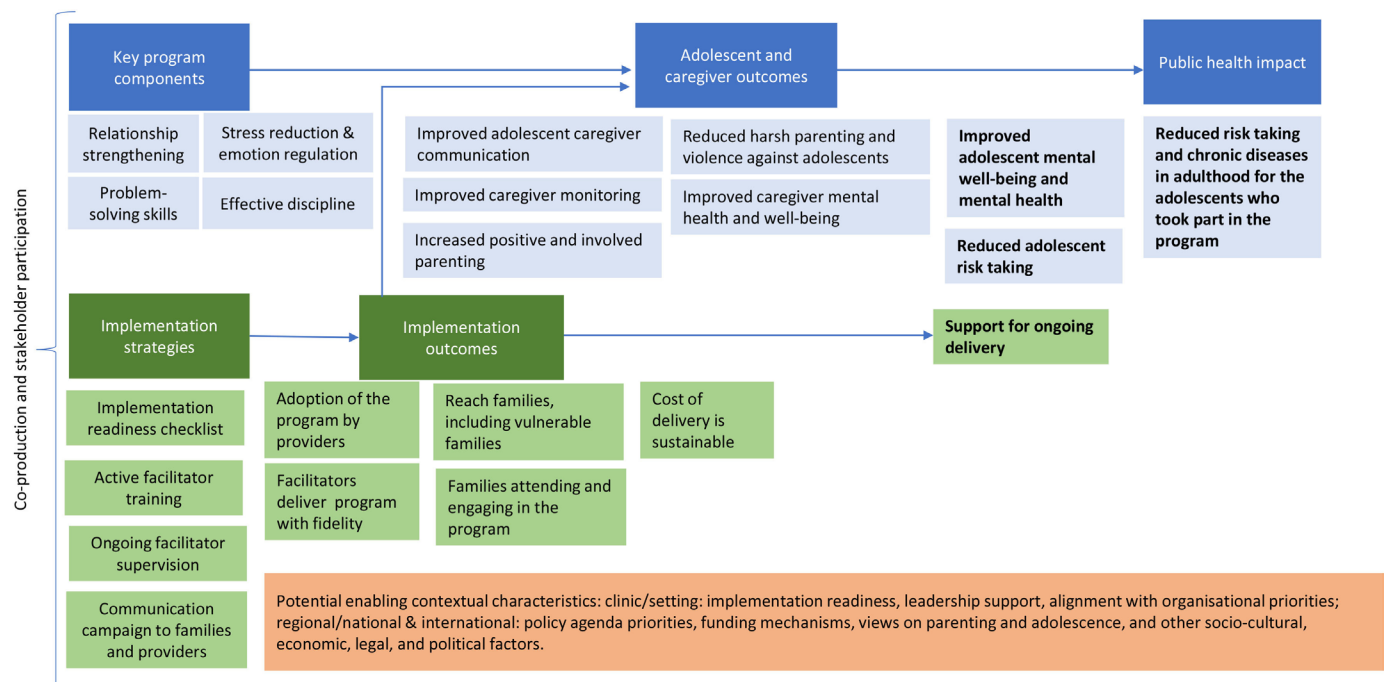 Co-production and stakeholder participation
Key program
components
Adolescent and
caregiver outcomes
Public health impact
Relationship
strengthening
Stress reduction &
emotion regulation
Problem-
solving skills
Effective discipline
Improved adolescent caregiver
communication
Improved caregiver monitoring
Increased positive and involved
parenting
Reduced harsh parenting and
violence against adolescents
Improved caregiver mental
health and well-being
Improved
adolescent mental
well-being and
mental health
Reduced adolescent
risk taking
Reduced risk taking
and chronic diseases
in adulthood for the
adolescents who
took part in the
program
Implementation
strategies
Implementation
outcomes
Support for ongoing
delivery
Implementation
readiness checklist
Active facilitator
training
Ongoing facilitator
supervision
Communication
campaign to families
and providers
Adoption of the
program by
providers
Facilitators
deliver program
with fidelity
Reach families,
including vulnerable
families
Families attending and
engaging in the
program
Cost of
delivery is
sustainable
Potential enabling contextual characteristics: clinic/setting: implementation readiness, leadership support, alignment with organisational priorities;
regional/national & international: policy agenda priorities, funding mechanisms, views on parenting and adolescence, and other socio-cultural,
economic, legal, and political factors.